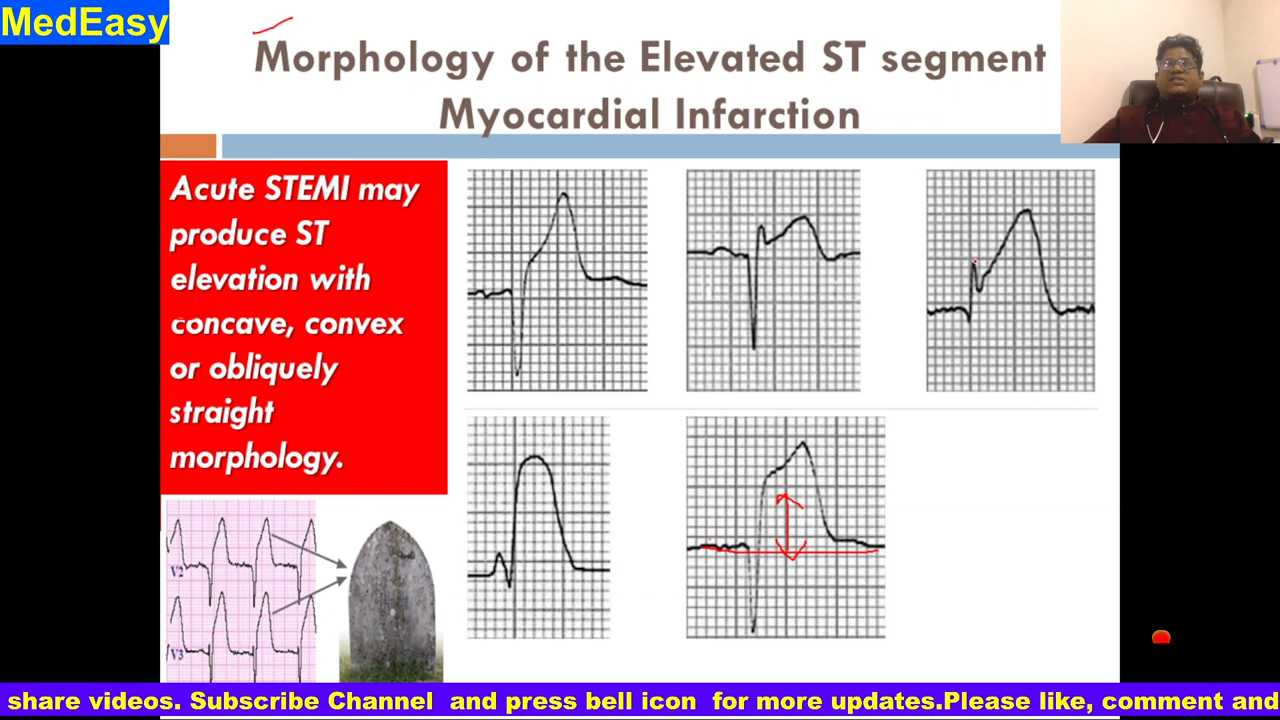 MedEasy
Morphology of the Elevated ST segment
Myocardial Infarction
Acute STEMI may
produce ST
elevation with
concave, convex
or obliquely
straight
morphology.
V2
V3
share videos. Subscribe Channel and press bell icon for more updates.Please like, comment and